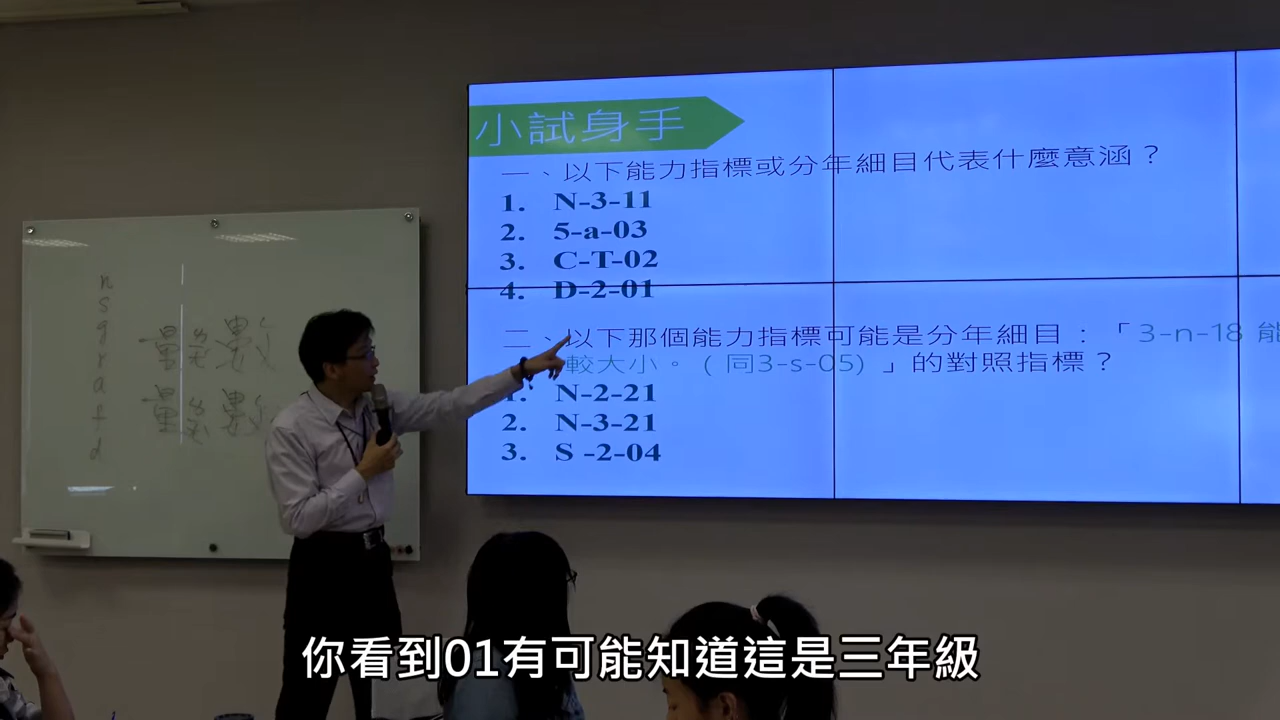 n
s
g
r
a
f
d
小試身手
一、以下能力指標或分年細目代表什麼意涵？
1. N-3-11
2. 5-a-03
3. C-T-02
4. D-2-01
二、以下那個能力指標可能是分年細目：「3-n-18 能
較大小。(同3-s-05) 」的對照指標？
1. N-2-21
2. N-3-21
3. S -2-04
你看到01有可能知道這是三年級